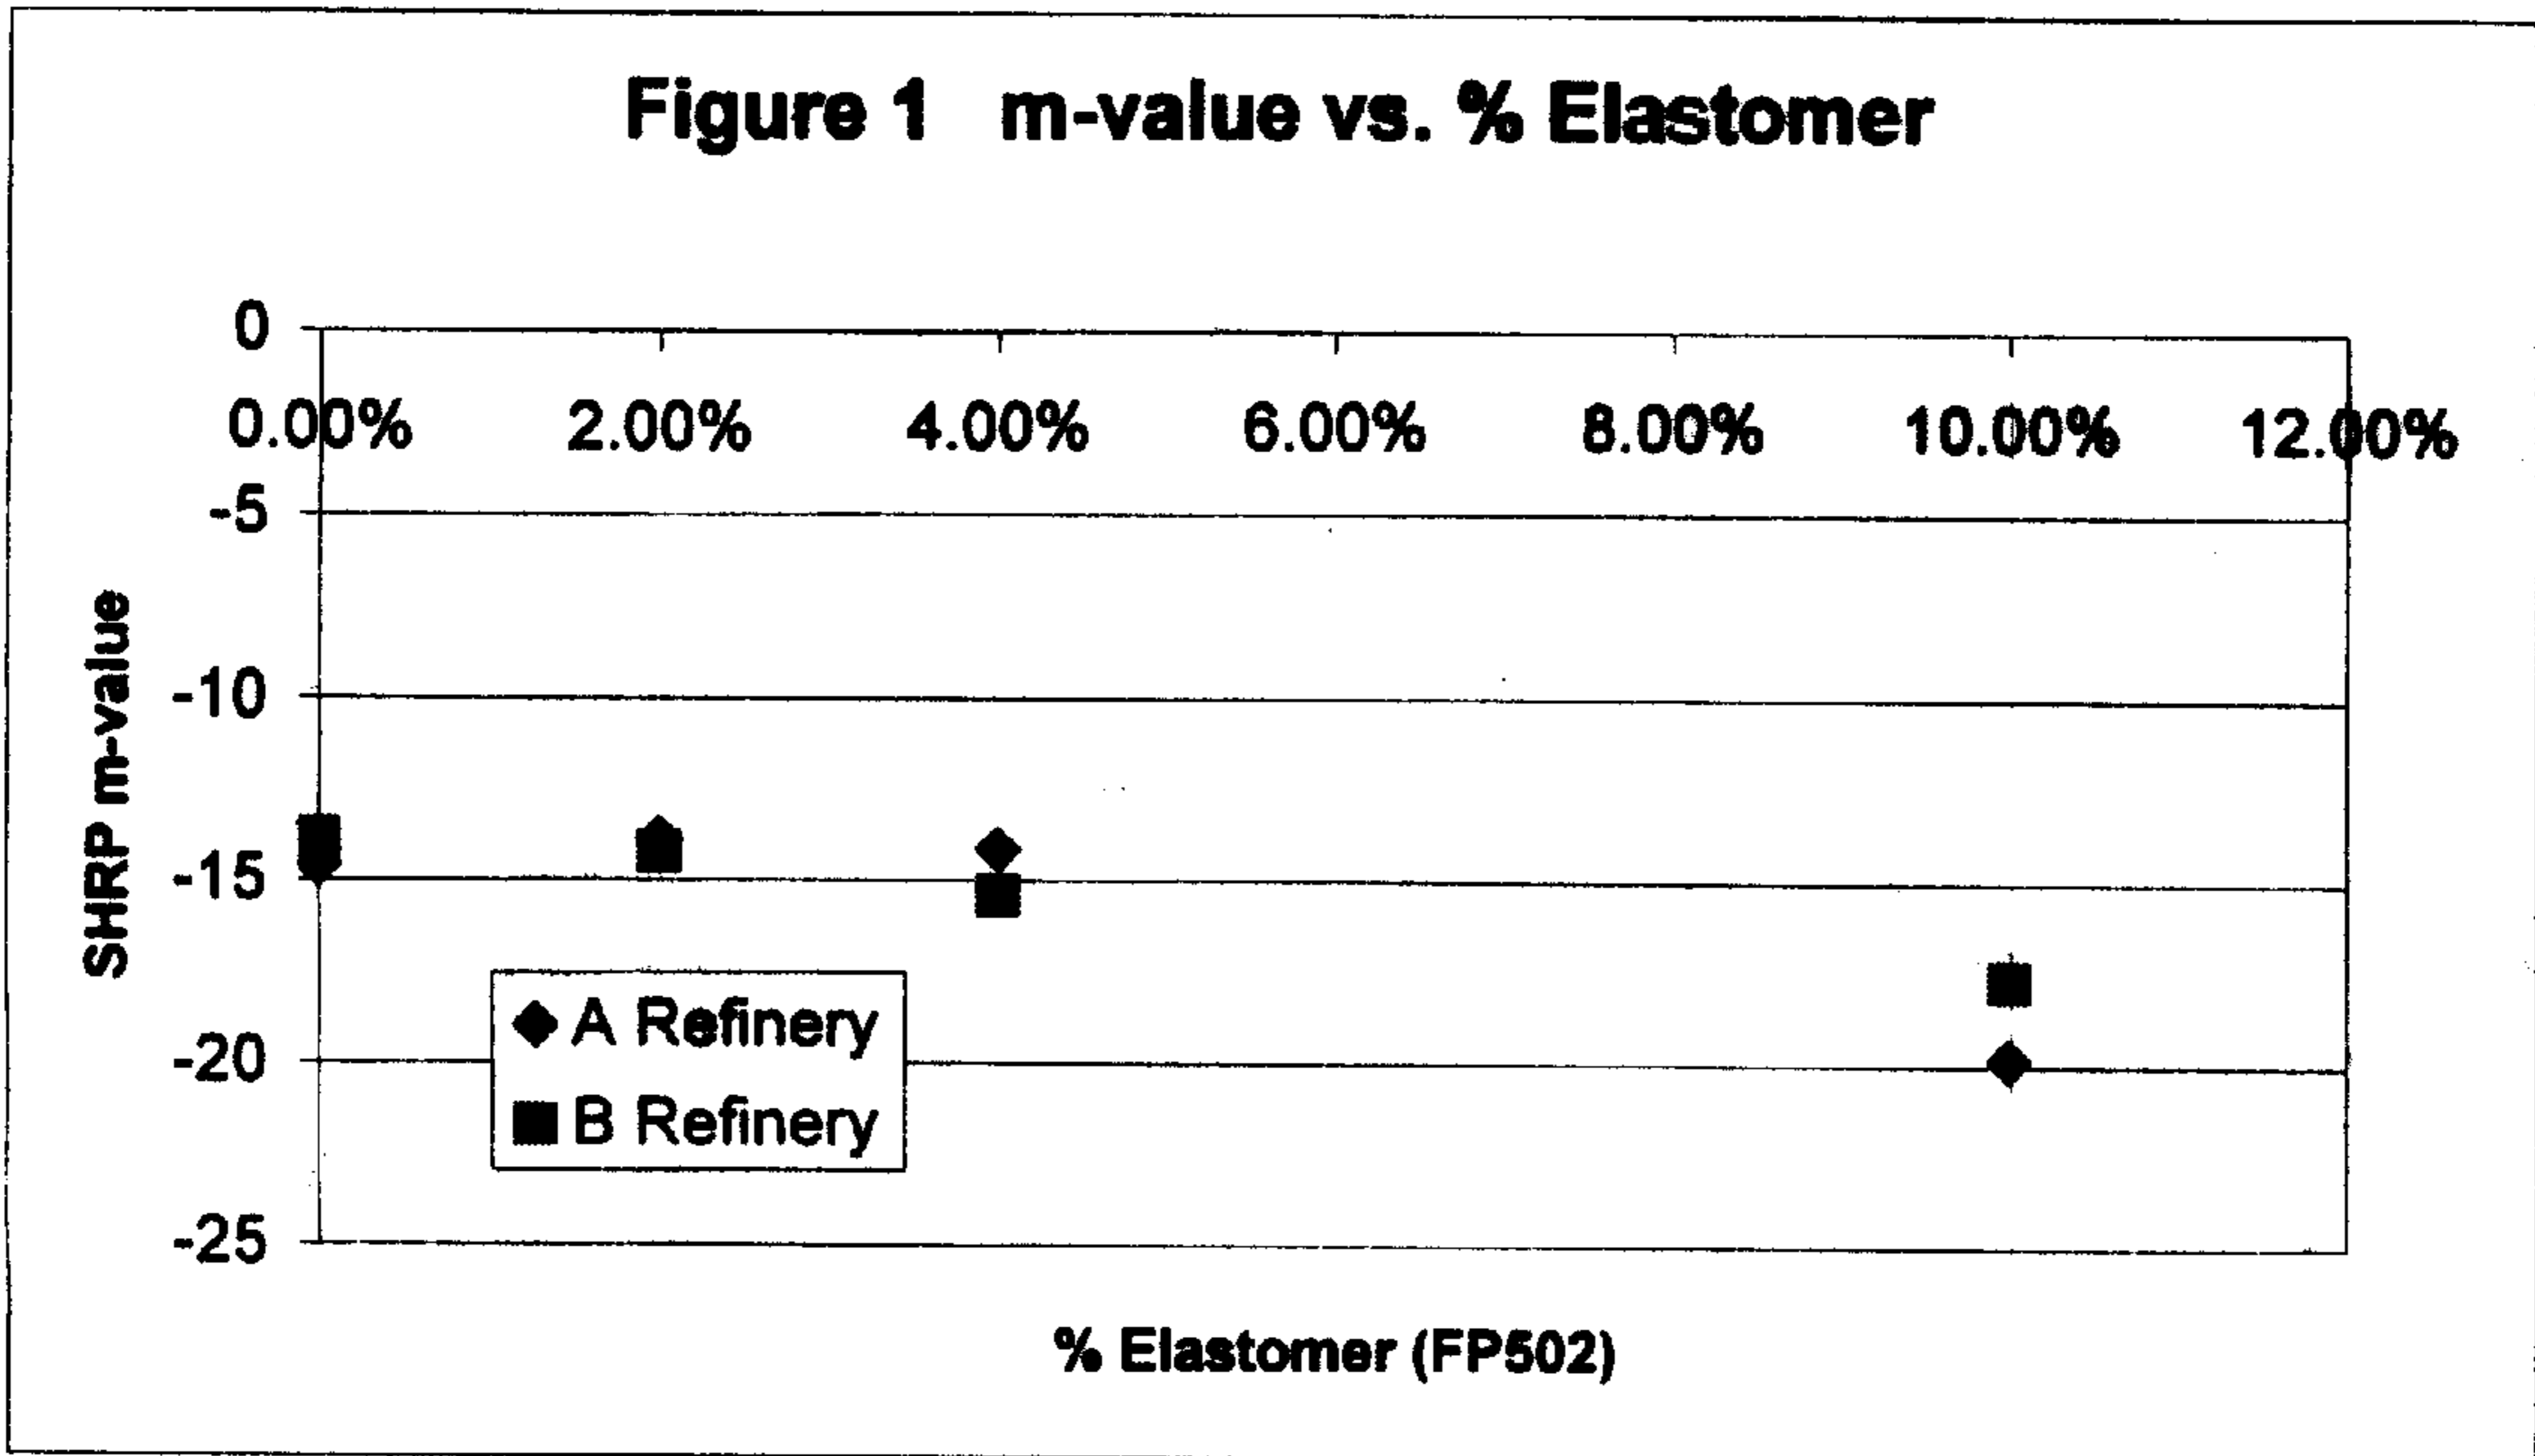 Figure 1 m-value vs. % Elastomer
0
0.00% 2.00% 4.00% 6.00% 8.00% 10.00% 12.00%
-5
-10
-15
-20
-25
SHRP m-value
A Refinery
B Refinery
% Elastomer (FP502)